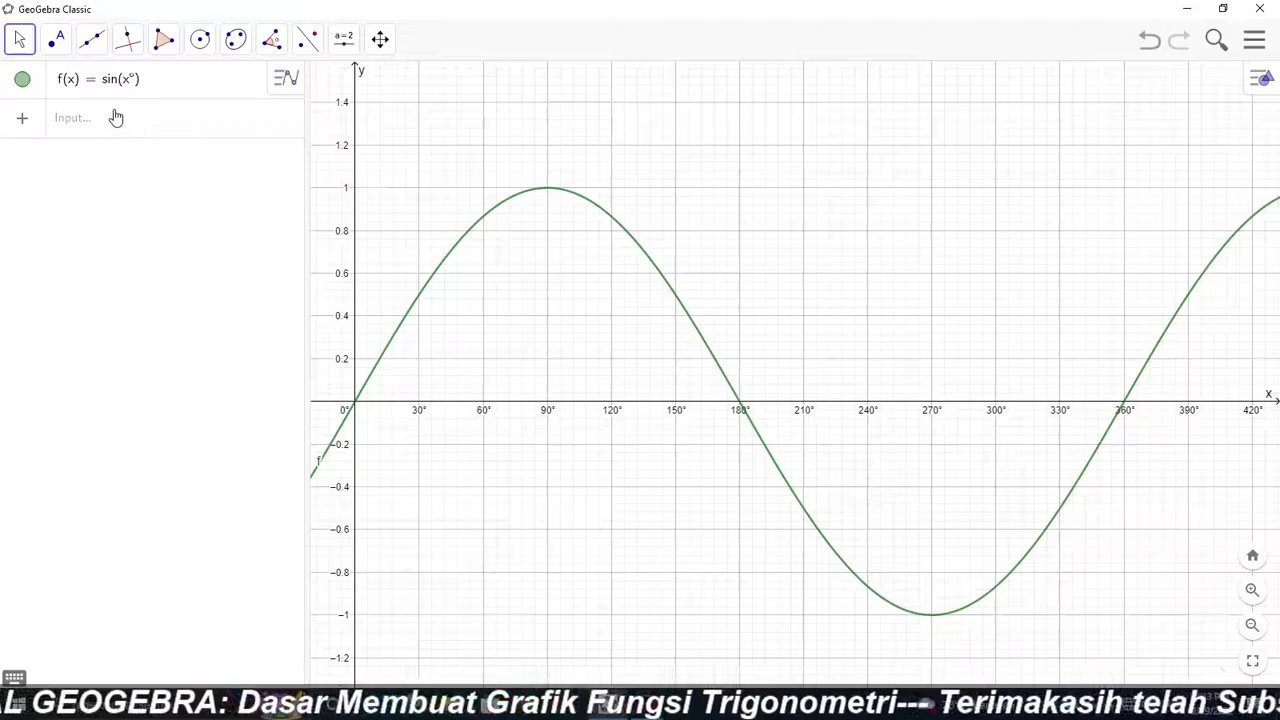 GeoGebra Classic
A
a=2
f(x) = sin(x°)
+ Input...
y
1.4
1.2
1
0.8
0.6
0.4
0.2
x
0° 30° 60° 90° 120° 150° 180° 210° 240° 270° 300° 330° 360° 390° 420°
−0.2
f
−0.4
−0.6
−0.8
−1
−1.2
AL GEOGEBRA: Dasar Membuat Grafik Fungsi Trigonometri--- Terimakasih telah Subs